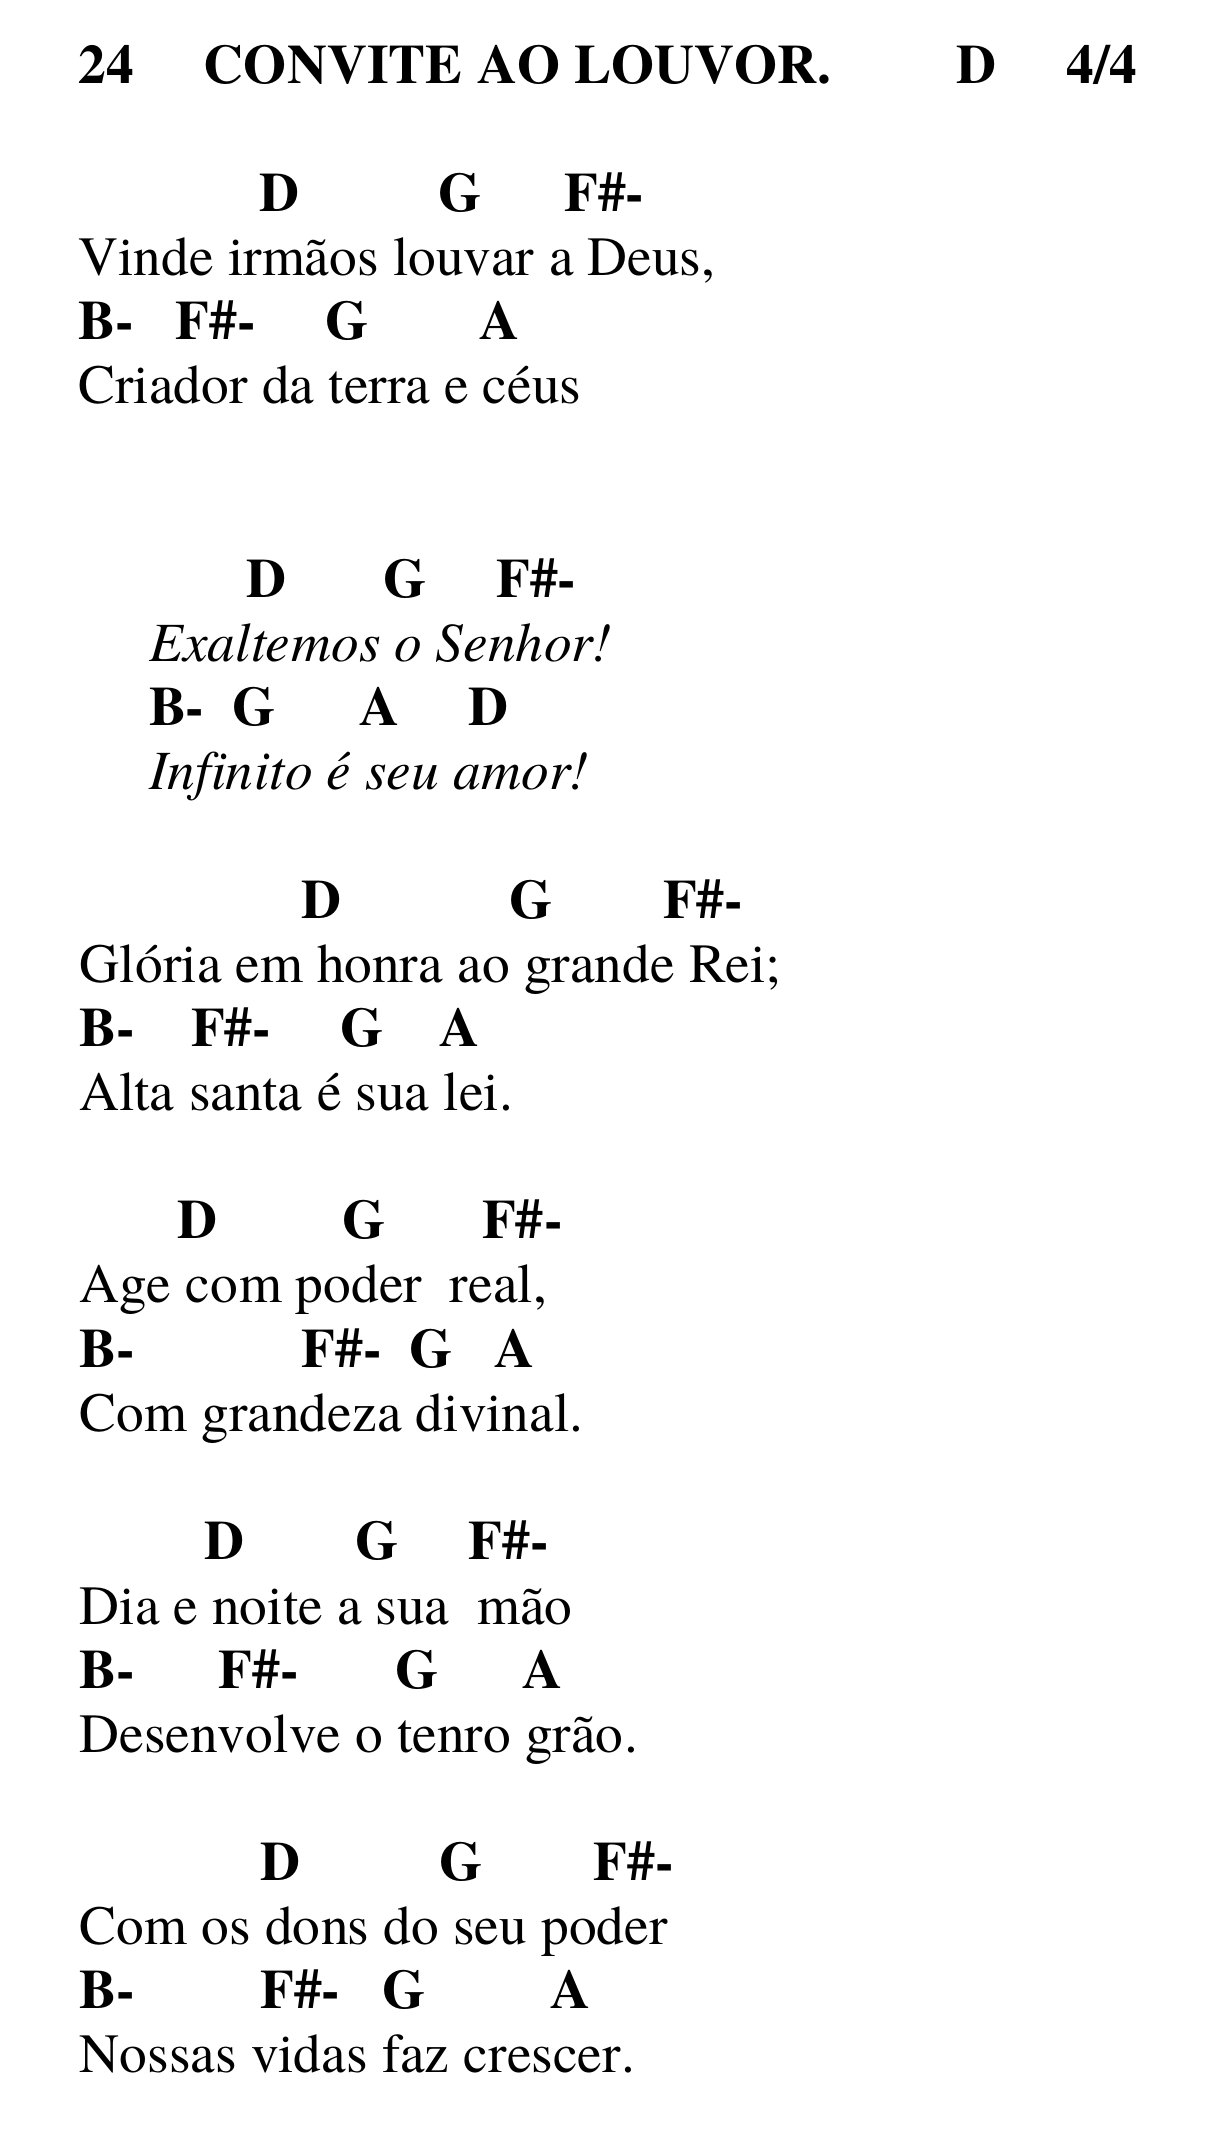 24 CONVITE AO LOUVOR. D 4/4
D G F#-
Vinde irmãos louvar a Deus,
B- F#- G A
Criador da terra e céus
D G F#-
Exaltemos o Senhor!
B- G A D
Infinito é seu amor!
D G F#-
Glória em honra ao grande Rei;
B- F#- G A
Alta santa é sua lei.
D G F#-
Age com poder real,
B- F#- G A
Com grandeza divinal.
D G F#-
Dia e noite a sua mão
B- F#- G A
Desenvolve o tenro grão.
D G F#-
Com os dons do seu poder
B- F#- G A
Nossas vidas faz crescer.